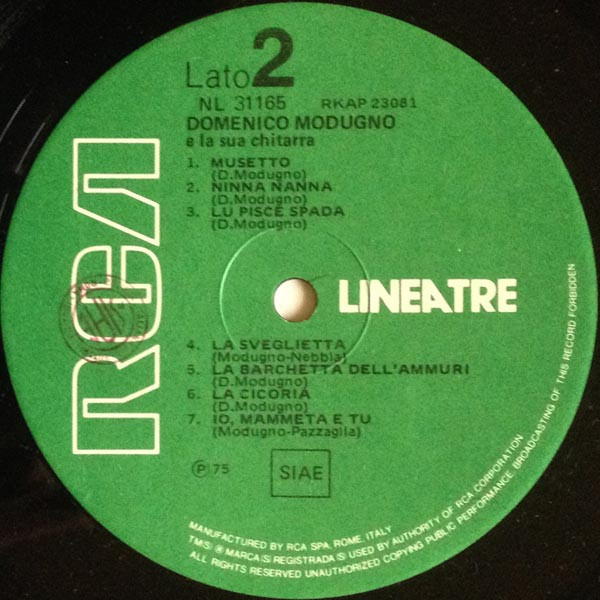 Lato 2
NL 31165 RKAP 23081
DOMENICO MODUGNO
e la sua chitarra
1. MUSETTO
(D.Modugno)
2. NINNA NANNA
(D.Modugno)
3. LU PISCE SPADA
(D.Modugno)
RCA
LINEATRE
4. LA SVEGLIETTA
(Modugno-Nebbia)
5. LA BARCHETTA DELL'AMMURI
(D.Modugno)
6. LA CICORIA
(D.Modugno)
7. IO, MAMMETA E TU
(Modugno-Pazzaglia)
Ⓟ 75 SIAE
MANUFACTURED BY RCA SPA, ROME, ITALY
TM(S) ® MARCA(S) REGISTRADA(S) USED BY AUTHORITY OF RCA CORPORATION
ALL RIGHTS RESERVED UNAUTHORIZED COPYING PUBLIC PERFORMANCE BROADCASTING OF THIS RECORD FORBIDDEN